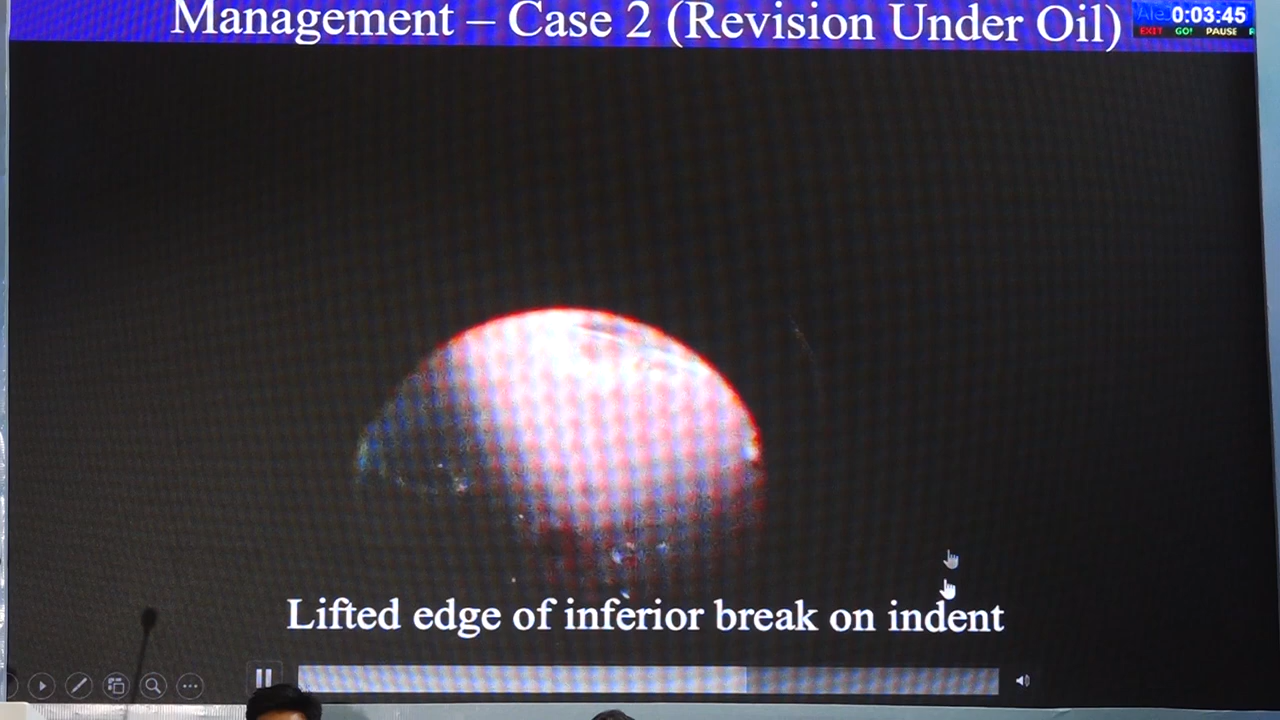 Management – Case 2 (Revision Under Oil)
0:03:45
EXIT GO! PAUSE
Lifted edge of inferior break on indent